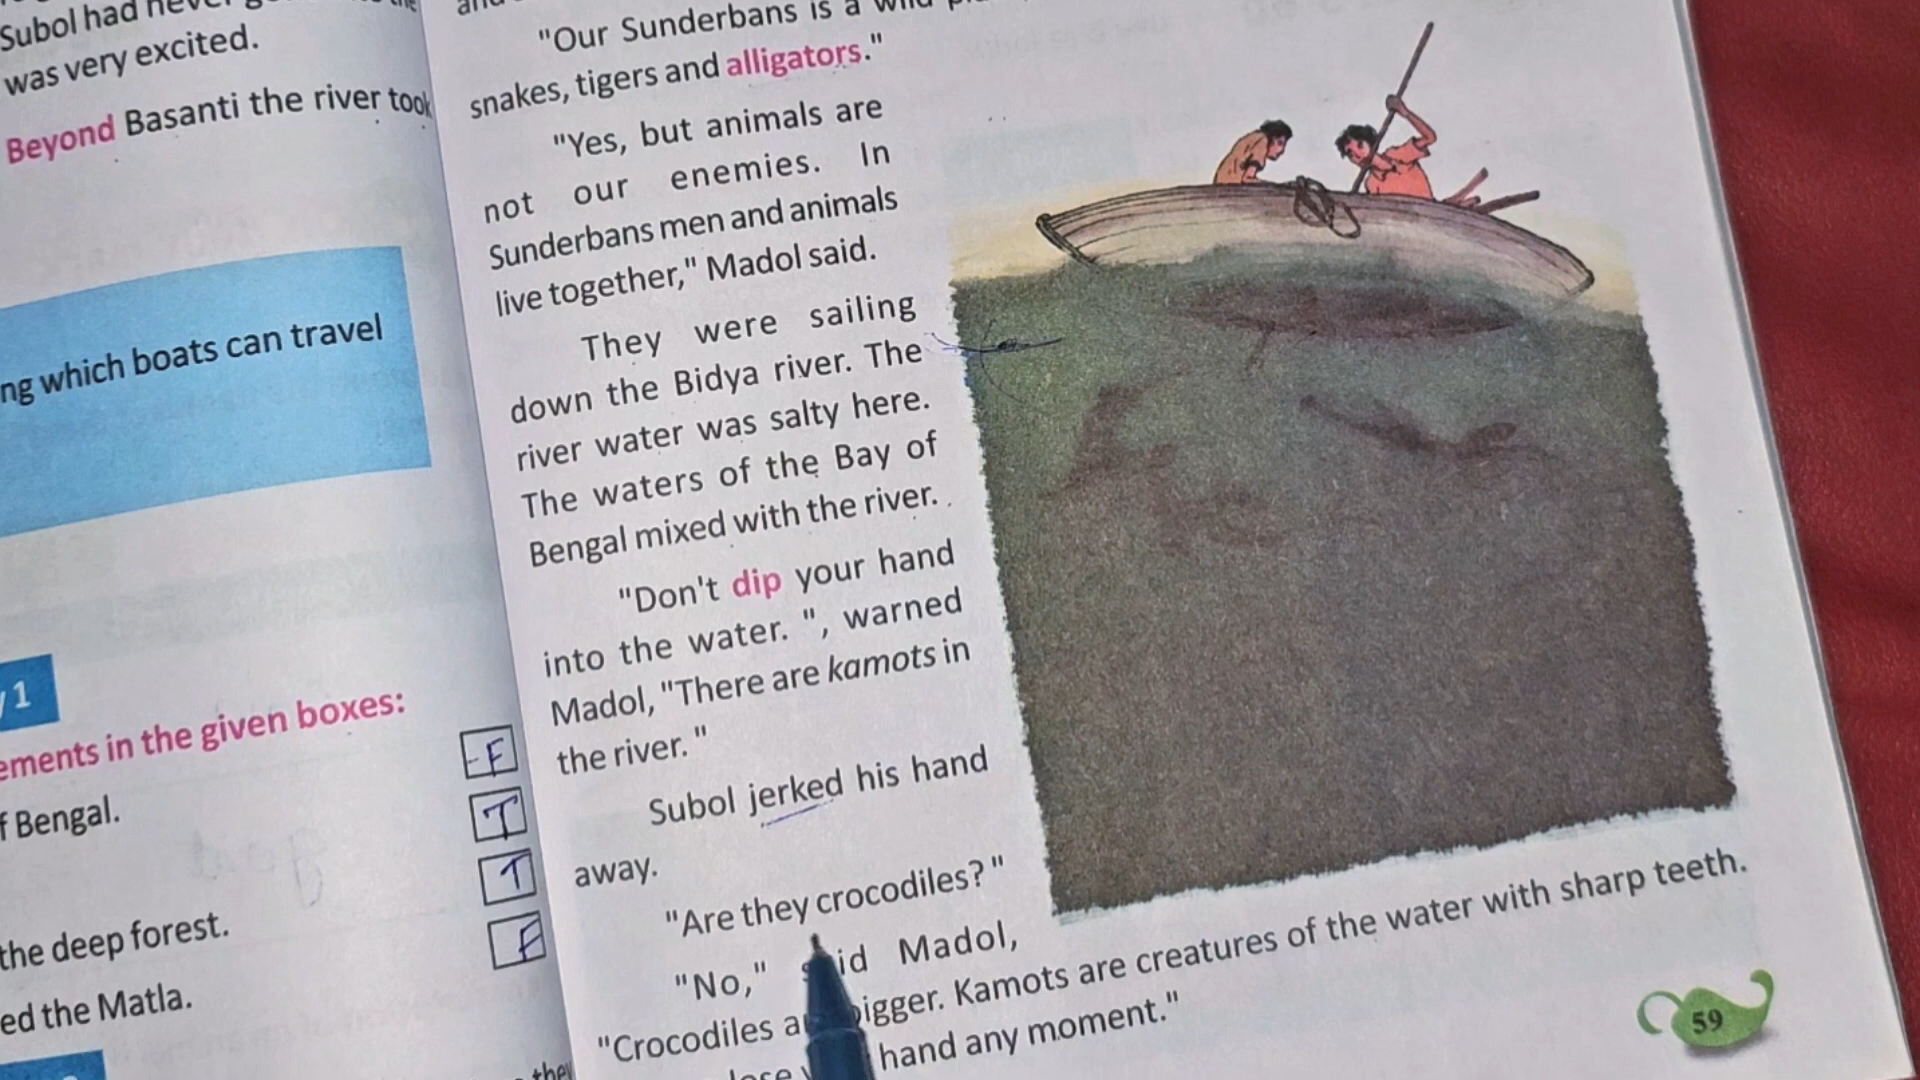 Subol had
was very excited.
Beyond Basanti the river took
ng which boats can travel
1
ements in the given boxes:
F
f Bengal.
T
T
the deep forest.
F
ed the Matla.
"Our Sunderbans is a wild
snakes, tigers and alligators."
"Yes, but animals are
not our enemies. In
Sunderbans men and animals
live together," Madol said.
They were sailing
down the Bidya river. The
river water was salty here.
The waters of the Bay of
Bengal mixed with the river.
"Don't dip your hand
into the water. ", warned
Madol, "There are kamots in
the river. "
Subol jerked his hand
away.
"Are they crocodiles? "
"No," said Madol,
"Crocodiles bigger. Kamots are creatures of the water with sharp teeth.
hand any moment."
59